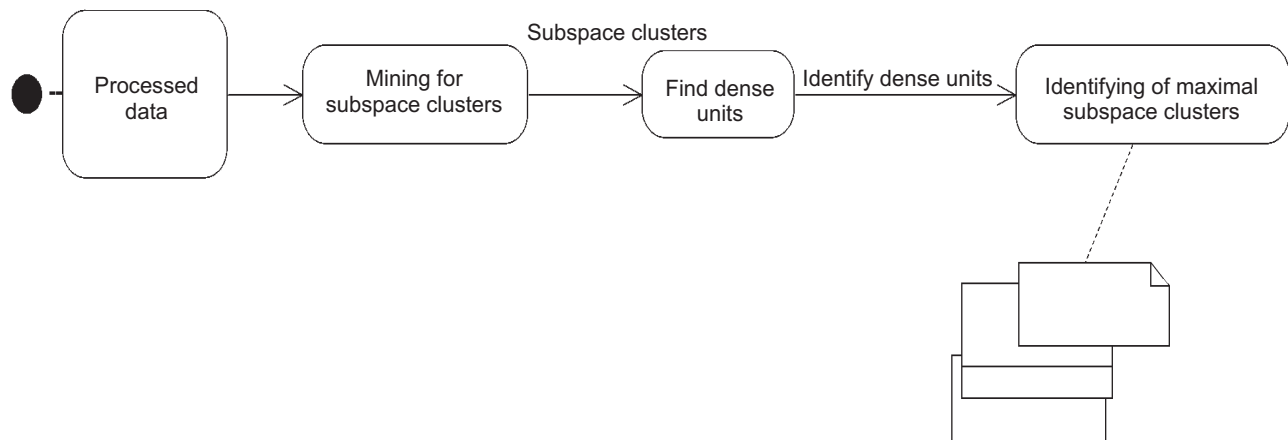 Subspace clusters
Processed
data
Mining for
subspace clusters
Find dense
units
Identify dense units
Identifying of maximal
subspace clusters